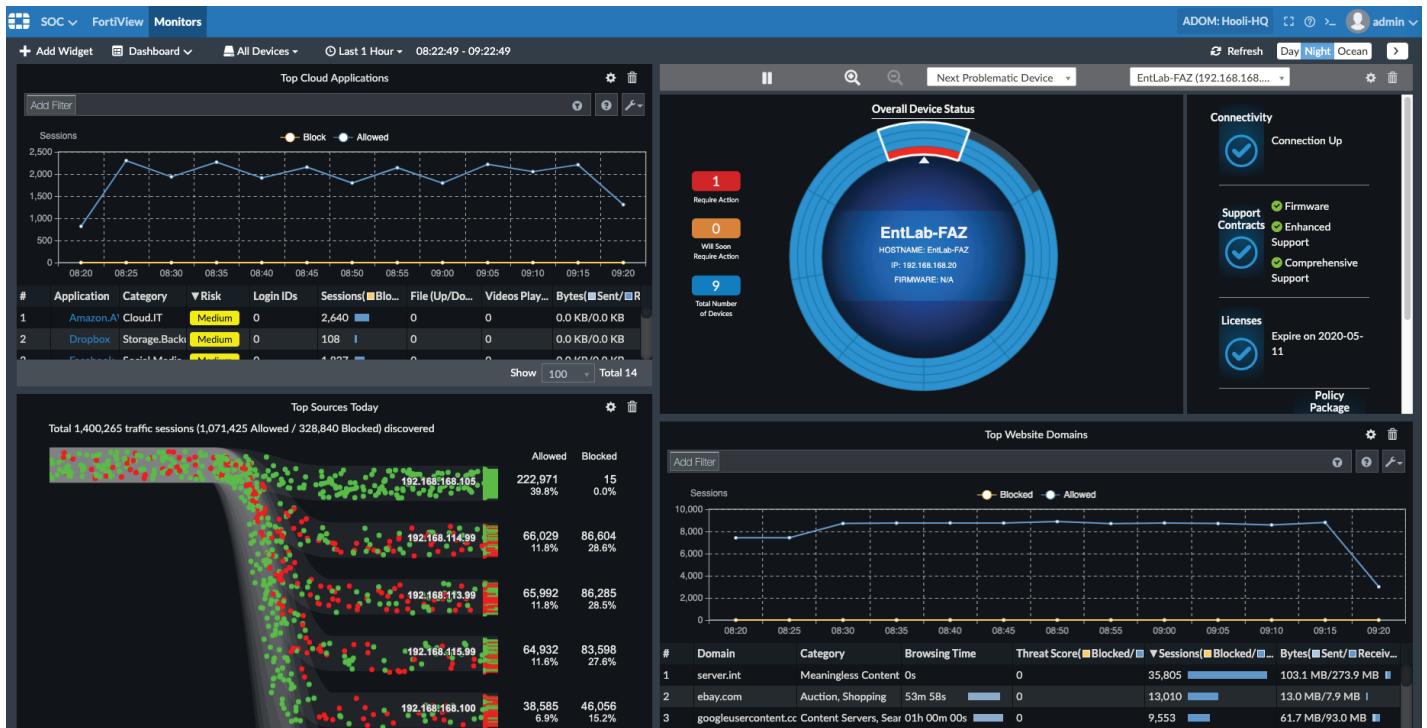 SOC FortiView Monitors ADOM: Hooli-HQ admin
Add Widget Dashboard All Devices Last 1 Hour 08:22:49 - 09:22:49 Refresh Day Night Ocean
Top Cloud Applications
Add Filter
Sessions Block Allowed
2,500
2,000
1,500
1,000
500
0
08:20 08:25 08:30 08:35 08:40 08:45 08:50 08:55 09:00 09:05 09:10 09:15 09:20
# Application Category ▼Risk Login IDs Sessions(Blo... File (Up/Do... Videos Play... Bytes(Sent/R
1 Amazon.A Cloud.IT Medium 0 2,640 0 0 0.0 KB/0.0 KB
2 Dropbox Storage.Backu Medium 0 108 0 0 0.0 KB/0.0 KB
Show 100 Total 14
Next Problematic Device EntLab-FAZ (192.168.168....
Overall Device Status
1
Require Action
0
Will Soon
Require Action
9
Total Number
of Devices
EntLab-FAZ
HOSTNAME: EntLab-FAZ
IP: 192.168.168.20
FIRMWARE: N/A
Connectivity
Connection Up
Support
Contracts
Firmware
Enhanced
Support
Comprehensive
Support
Licenses
Expire on 2020-05-
11
Policy
Package
Top Sources Today
Total 1,400,265 traffic sessions (1,071,425 Allowed / 328,840 Blocked) discovered
Allowed Blocked
192.168.168.105 222,971 15
39.8% 0.0%
192.168.114.99 66,029 86,604
11.8% 28.6%
192.168.113.99 65,992 86,285
11.8% 28.5%
192.168.115.99 64,932 83,598
11.6% 27.6%
192.168.168.100 38,585 46,056
6.9% 15.2%
Top Website Domains
Add Filter
Sessions Blocked Allowed
10,000
8,000
6,000
4,000
2,000
0
08:20 08:25 08:30 08:35 08:40 08:45 08:50 08:55 09:00 09:05 09:10 09:15 09:20
# Domain Category Browsing Time Threat Score(Blocked/ ▼Sessions(Blocked/... Bytes(Sent/Receiv...
1 server.int Meaningless Content 0s 0 35,805 103.1 MB/273.9 MB
2 ebay.com Auction, Shopping 53m 58s 0 13,010 13.0 MB/7.9 MB
3 googleusercontent.cc Content Servers, Sear 01h 00m 00s 0 9,553 61.7 MB/93.0 MB